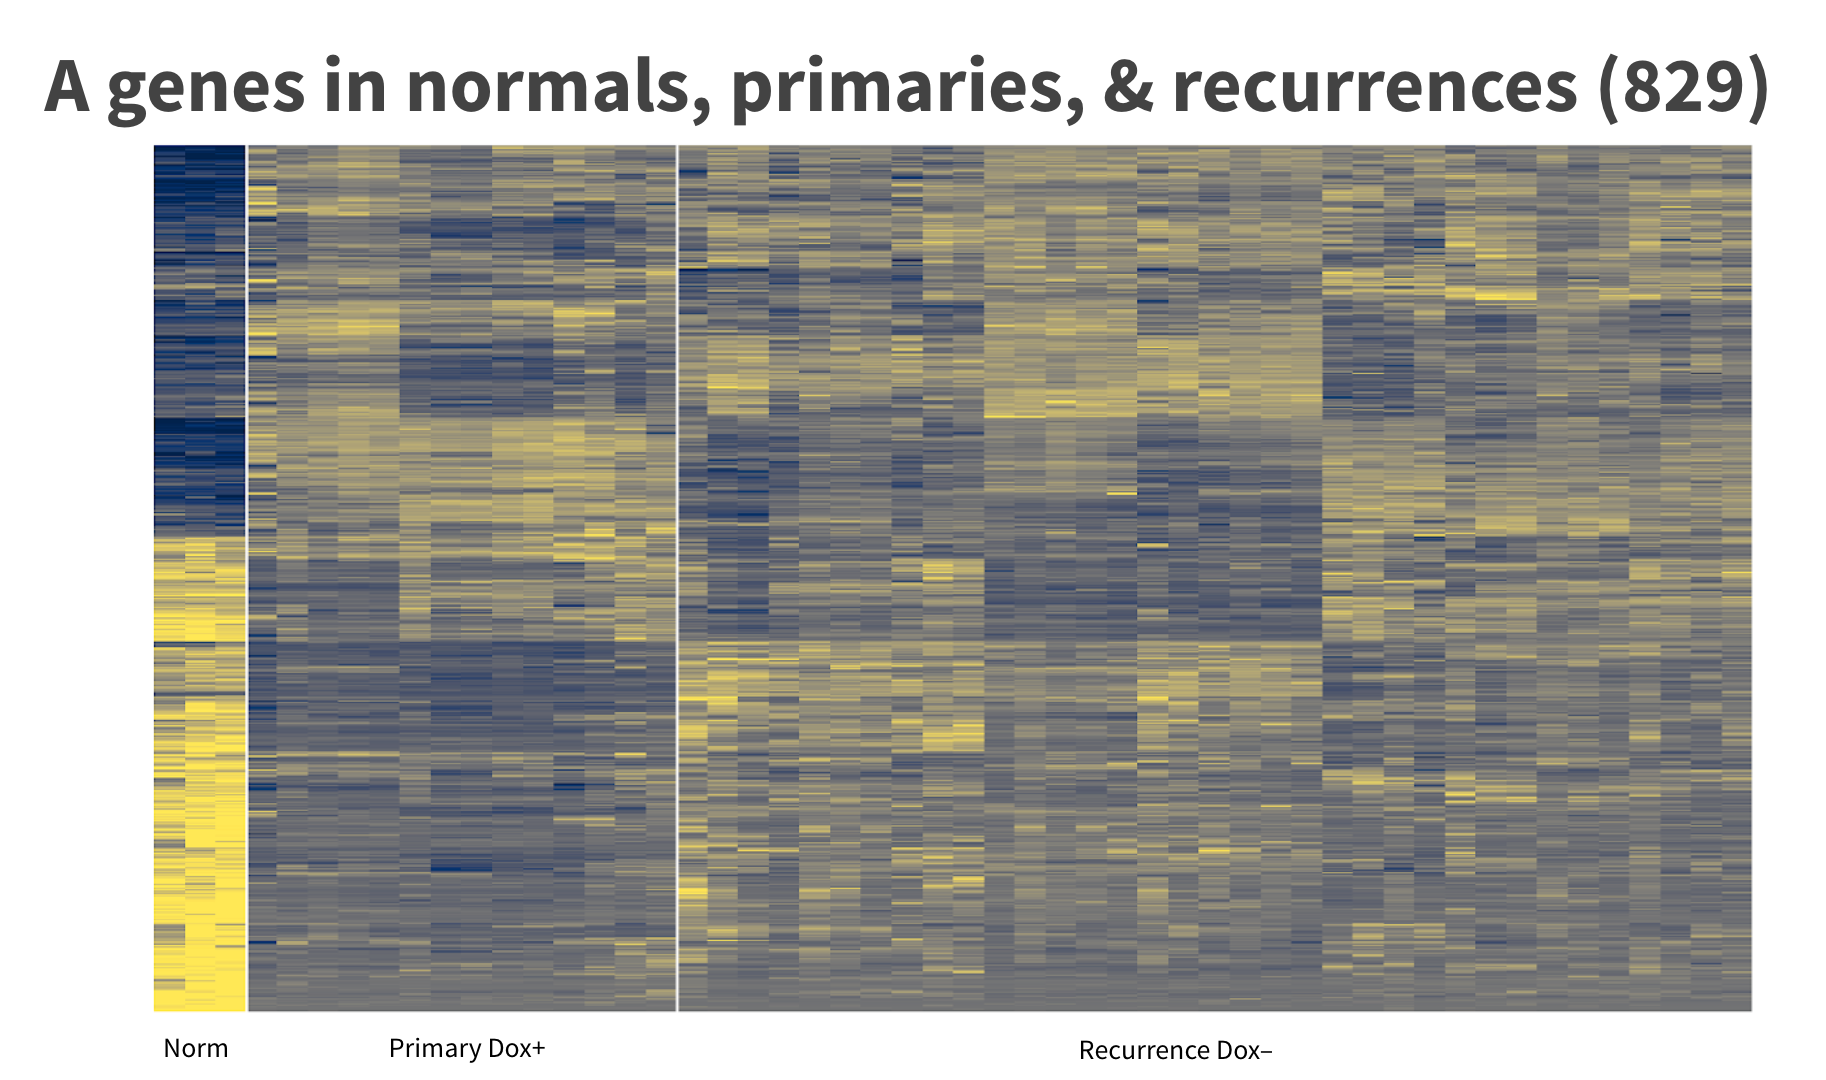 A genes in normals, primaries, & recurrences (829)
Norm
Primary Dox+
Recurrence Dox–